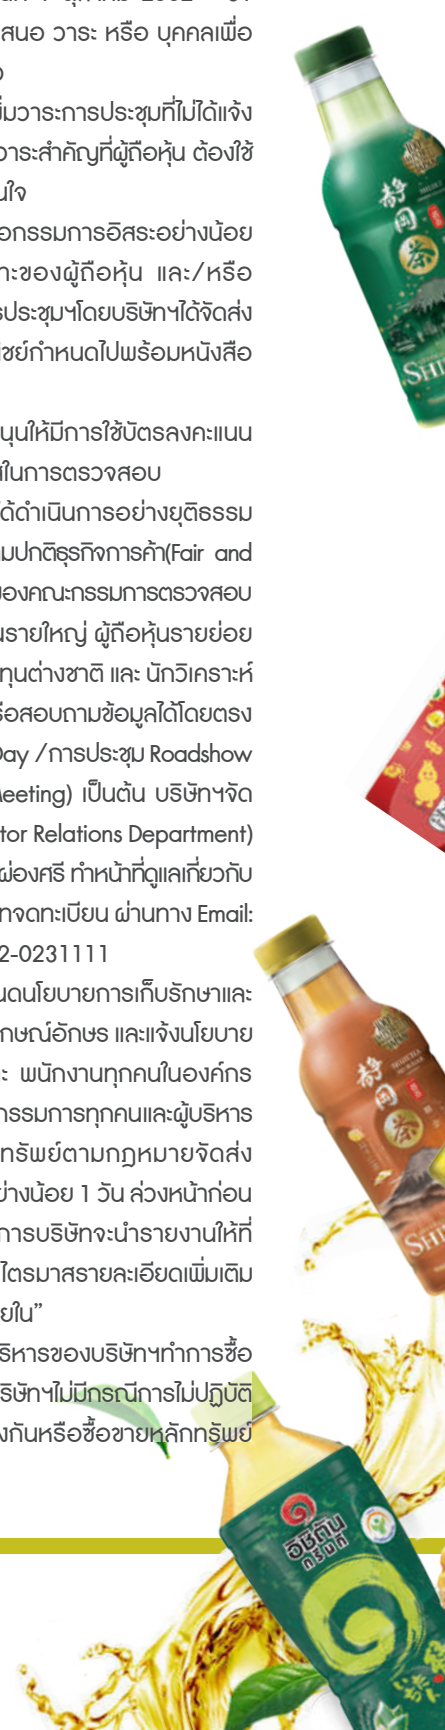 เสนอ วาระ หรือ บุคคลเพื่อ
พิ่มวาระการประชุมที่ไม่ได้แจ้ง
วาระสำคัญที่ผู้ถือหุ้น ต้องใช้
นใจ
อกรรมการอิสระอย่างน้อย
าะของผู้ถือหุ้น และ/หรือ
รประชุมฯโดยบริษัทฯได้จัดส่ง
ิชย์กำหนดไปพร้อมหนังสือ
นุนให้มีการใช้บัตรลงคะแนน
สในการตรวจสอบ
ได้ดำเนินการอย่างยุติธรรม
ามปกติธุรกิจการค้า(Fair and
ของคณะกรรมการตรวจสอบ
นรายใหญ่ ผู้ถือหุ้นรายย่อย
ทุนต่างชาติ และ นักวิเคราะห์
รือสอบถามข้อมูลได้โดยตรง
Day /การประชุม Roadshow
Meeting) เป็นต้น บริษัทฯจัด
tor Relations Department)
ผ่องศรี ทำหน้าที่ดูแลเกี่ยวกับ
ัทจดทะเบียน ผ่านทาง Email:
2-0231111
นดนโยบายการเก็บรักษาและ
ักษณ์อักษร และแจ้งนโยบาย
ะ พนักงานทุกคนในองค์กร
กรรมการทุกคนและผู้บริหาร
ทรัพย์ตามกฎหมายจัดส่ง
ย่างน้อย 1 วัน ล่วงหน้าก่อน
การบริษัทจะนำรายงานให้ที่
ไตรมาสรายละเอียดเพิ่มเติม
ยใน”
ริหารของบริษัทฯทำการซื้อ
ริษัทฯไม่มีกรณีการไม่ปฏิบัติ
งกันหรือซื้อขายหลักทรัพย์
静岡
茶
SHI
静岡
茶
SHI
อิชิตัน
กรีนที